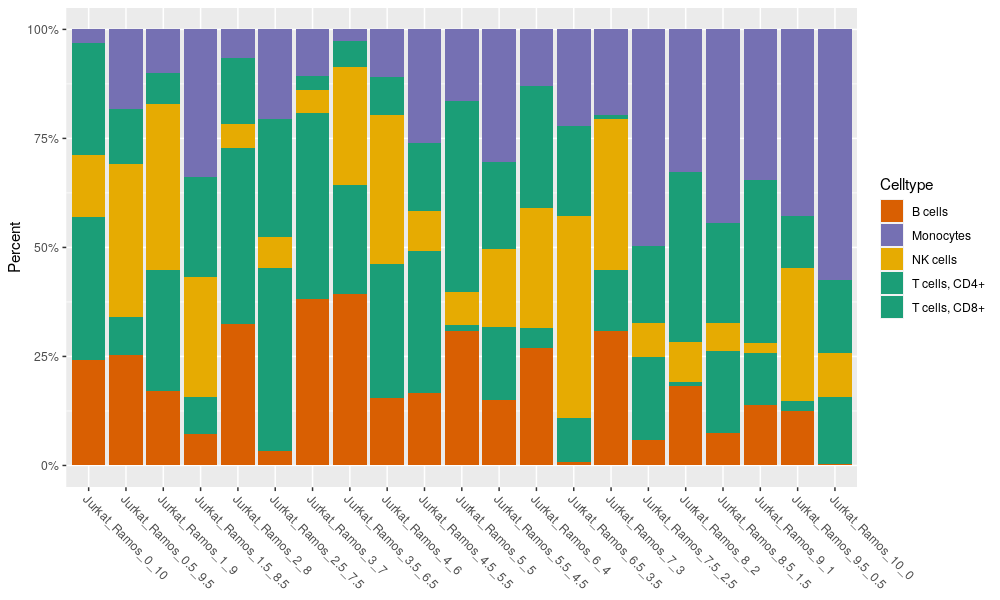 100%
75%
50%
25%
0%
Percent
Jurkat_Ramos_0_10
Jurkat_Ramos_0.5_9.5
Jurkat_Ramos_1_9
Jurkat_Ramos_1.5_8.5
Jurkat_Ramos_2_8
Jurkat_Ramos_2.5_7.5
Jurkat_Ramos_3_7
Jurkat_Ramos_3.5_6.5
Jurkat_Ramos_4_6
Jurkat_Ramos_4.5_5.5
Jurkat_Ramos_5_5
Jurkat_Ramos_5.5_4.5
Jurkat_Ramos_6_4
Jurkat_Ramos_6.5_3.5
Jurkat_Ramos_7_3
Jurkat_Ramos_7.5_2.5
Jurkat_Ramos_8_2
Jurkat_Ramos_8.5_1.5
Jurkat_Ramos_9_1
Jurkat_Ramos_9.5_0.5
Jurkat_Ramos_10_0
Celltype
B cells
Monocytes
NK cells
T cells, CD4+
T cells, CD8+